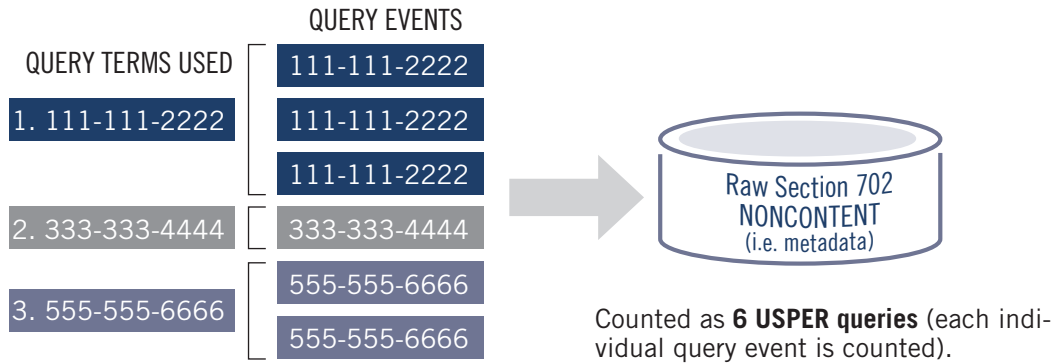 QUERY EVENTS
QUERY TERMS USED
111-111-2222
1. 111-111-2222
111-111-2222
111-111-2222
2. 333-333-4444
333-333-4444
3. 555-555-6666
555-555-6666
555-555-6666
Raw Section 702
NONCONTENT
(i.e. metadata)
Counted as 6 USPER queries (each indi-
vidual query event is counted).